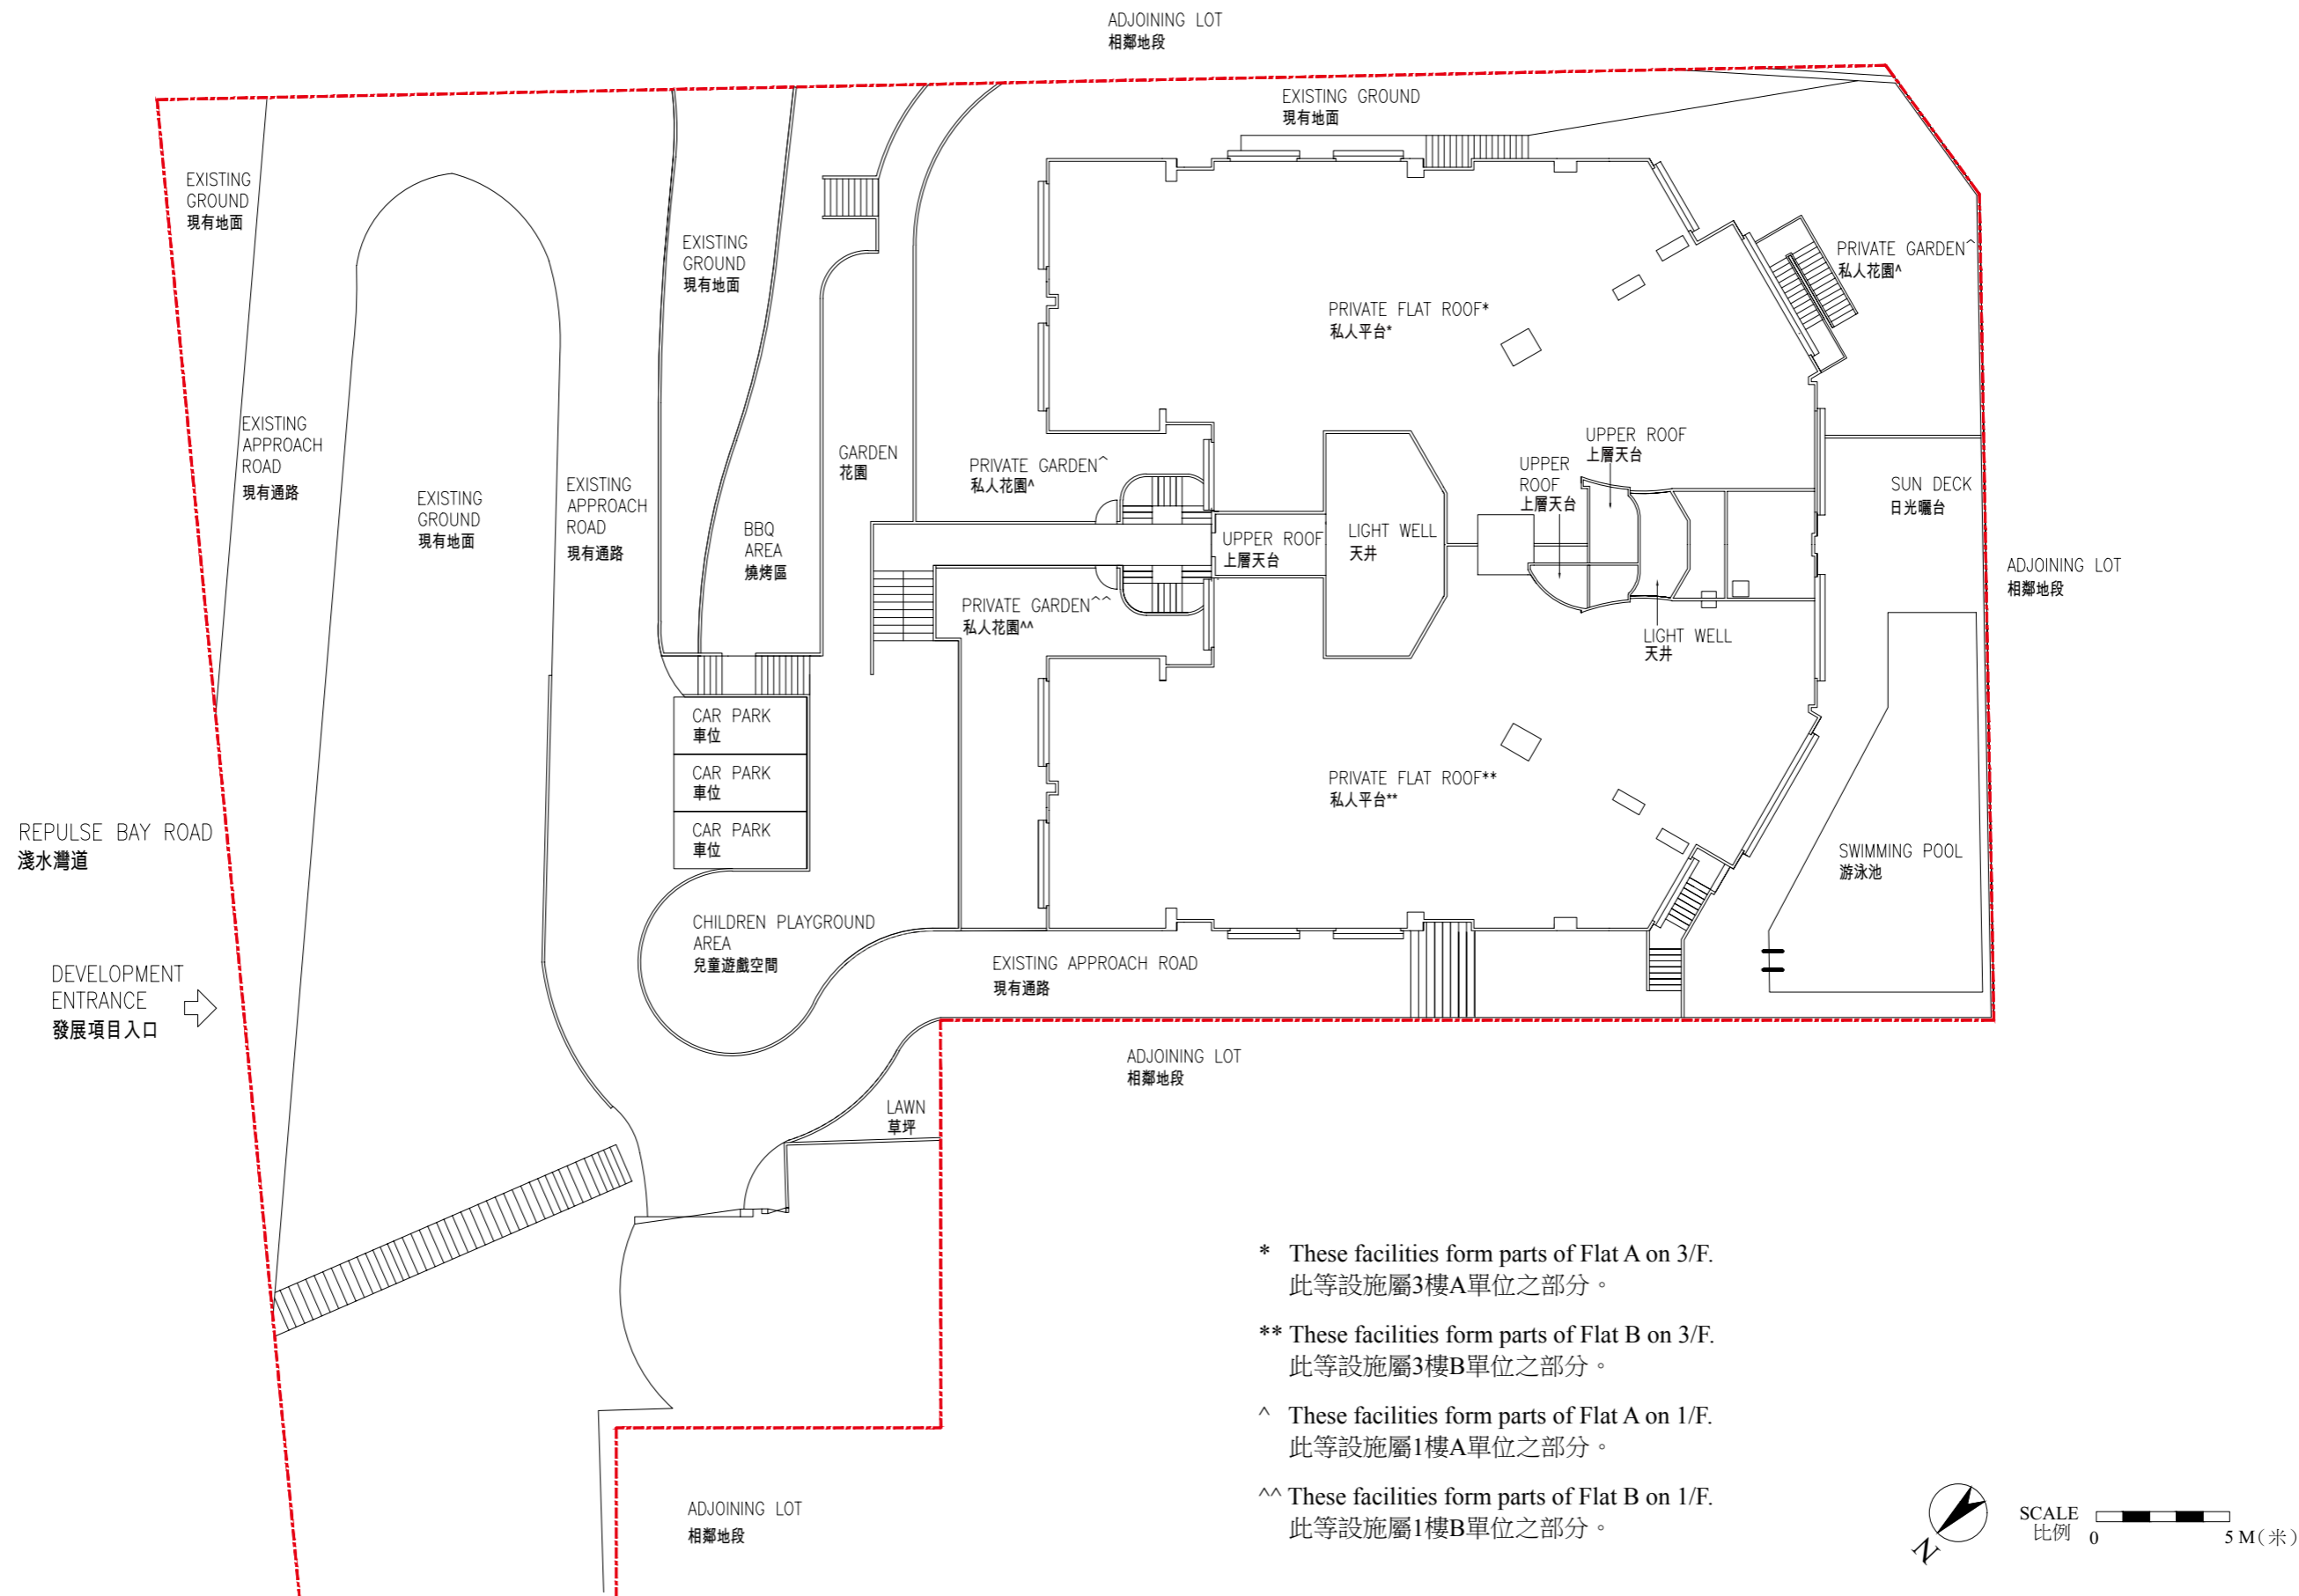 ADJOINING LOT
相鄰地段
EXISTING GROUND
現有地面
EXISTING
GROUND
現有地面
EXISTING
GROUND
現有地面
PRIVATE GARDEN^
私人花園^
PRIVATE FLAT ROOF*
私人平台*
EXISTING
APPROACH
ROAD
現有通路
EXISTING
GROUND
現有地面
EXISTING
APPROACH
ROAD
現有通路
BBQ
AREA
燒烤區
GARDEN
花園
PRIVATE GARDEN^
私人花園^
UPPER ROOF
上層天台
UPPER
ROOF
上層天台
SUN DECK
日光曬台
UPPER ROOF
上層天台
LIGHT WELL
天井
ADJOINING LOT
相鄰地段
PRIVATE GARDEN^^
私人花園^^
LIGHT WELL
天井
CAR PARK
車位
CAR PARK
車位
CAR PARK
車位
PRIVATE FLAT ROOF**
私人平台**
REPULSE BAY ROAD
淺水灣道
SWIMMING POOL
游泳池
CHILDREN PLAYGROUND
AREA
兒童遊戲空間
EXISTING APPROACH ROAD
現有通路
DEVELOPMENT
ENTRANCE
發展項目入口
ADJOINING LOT
相鄰地段
LAWN
草坪
* These facilities form parts of Flat A on 3/F.
此等設施屬3樓A單位之部分。
** These facilities form parts of Flat B on 3/F.
此等設施屬3樓B單位之部分。
^ These facilities form parts of Flat A on 1/F.
此等設施屬1樓A單位之部分。
^^ These facilities form parts of Flat B on 1/F.
此等設施屬1樓B單位之部分。
ADJOINING LOT
相鄰地段
N
SCALE
比例
0 5 M(米)